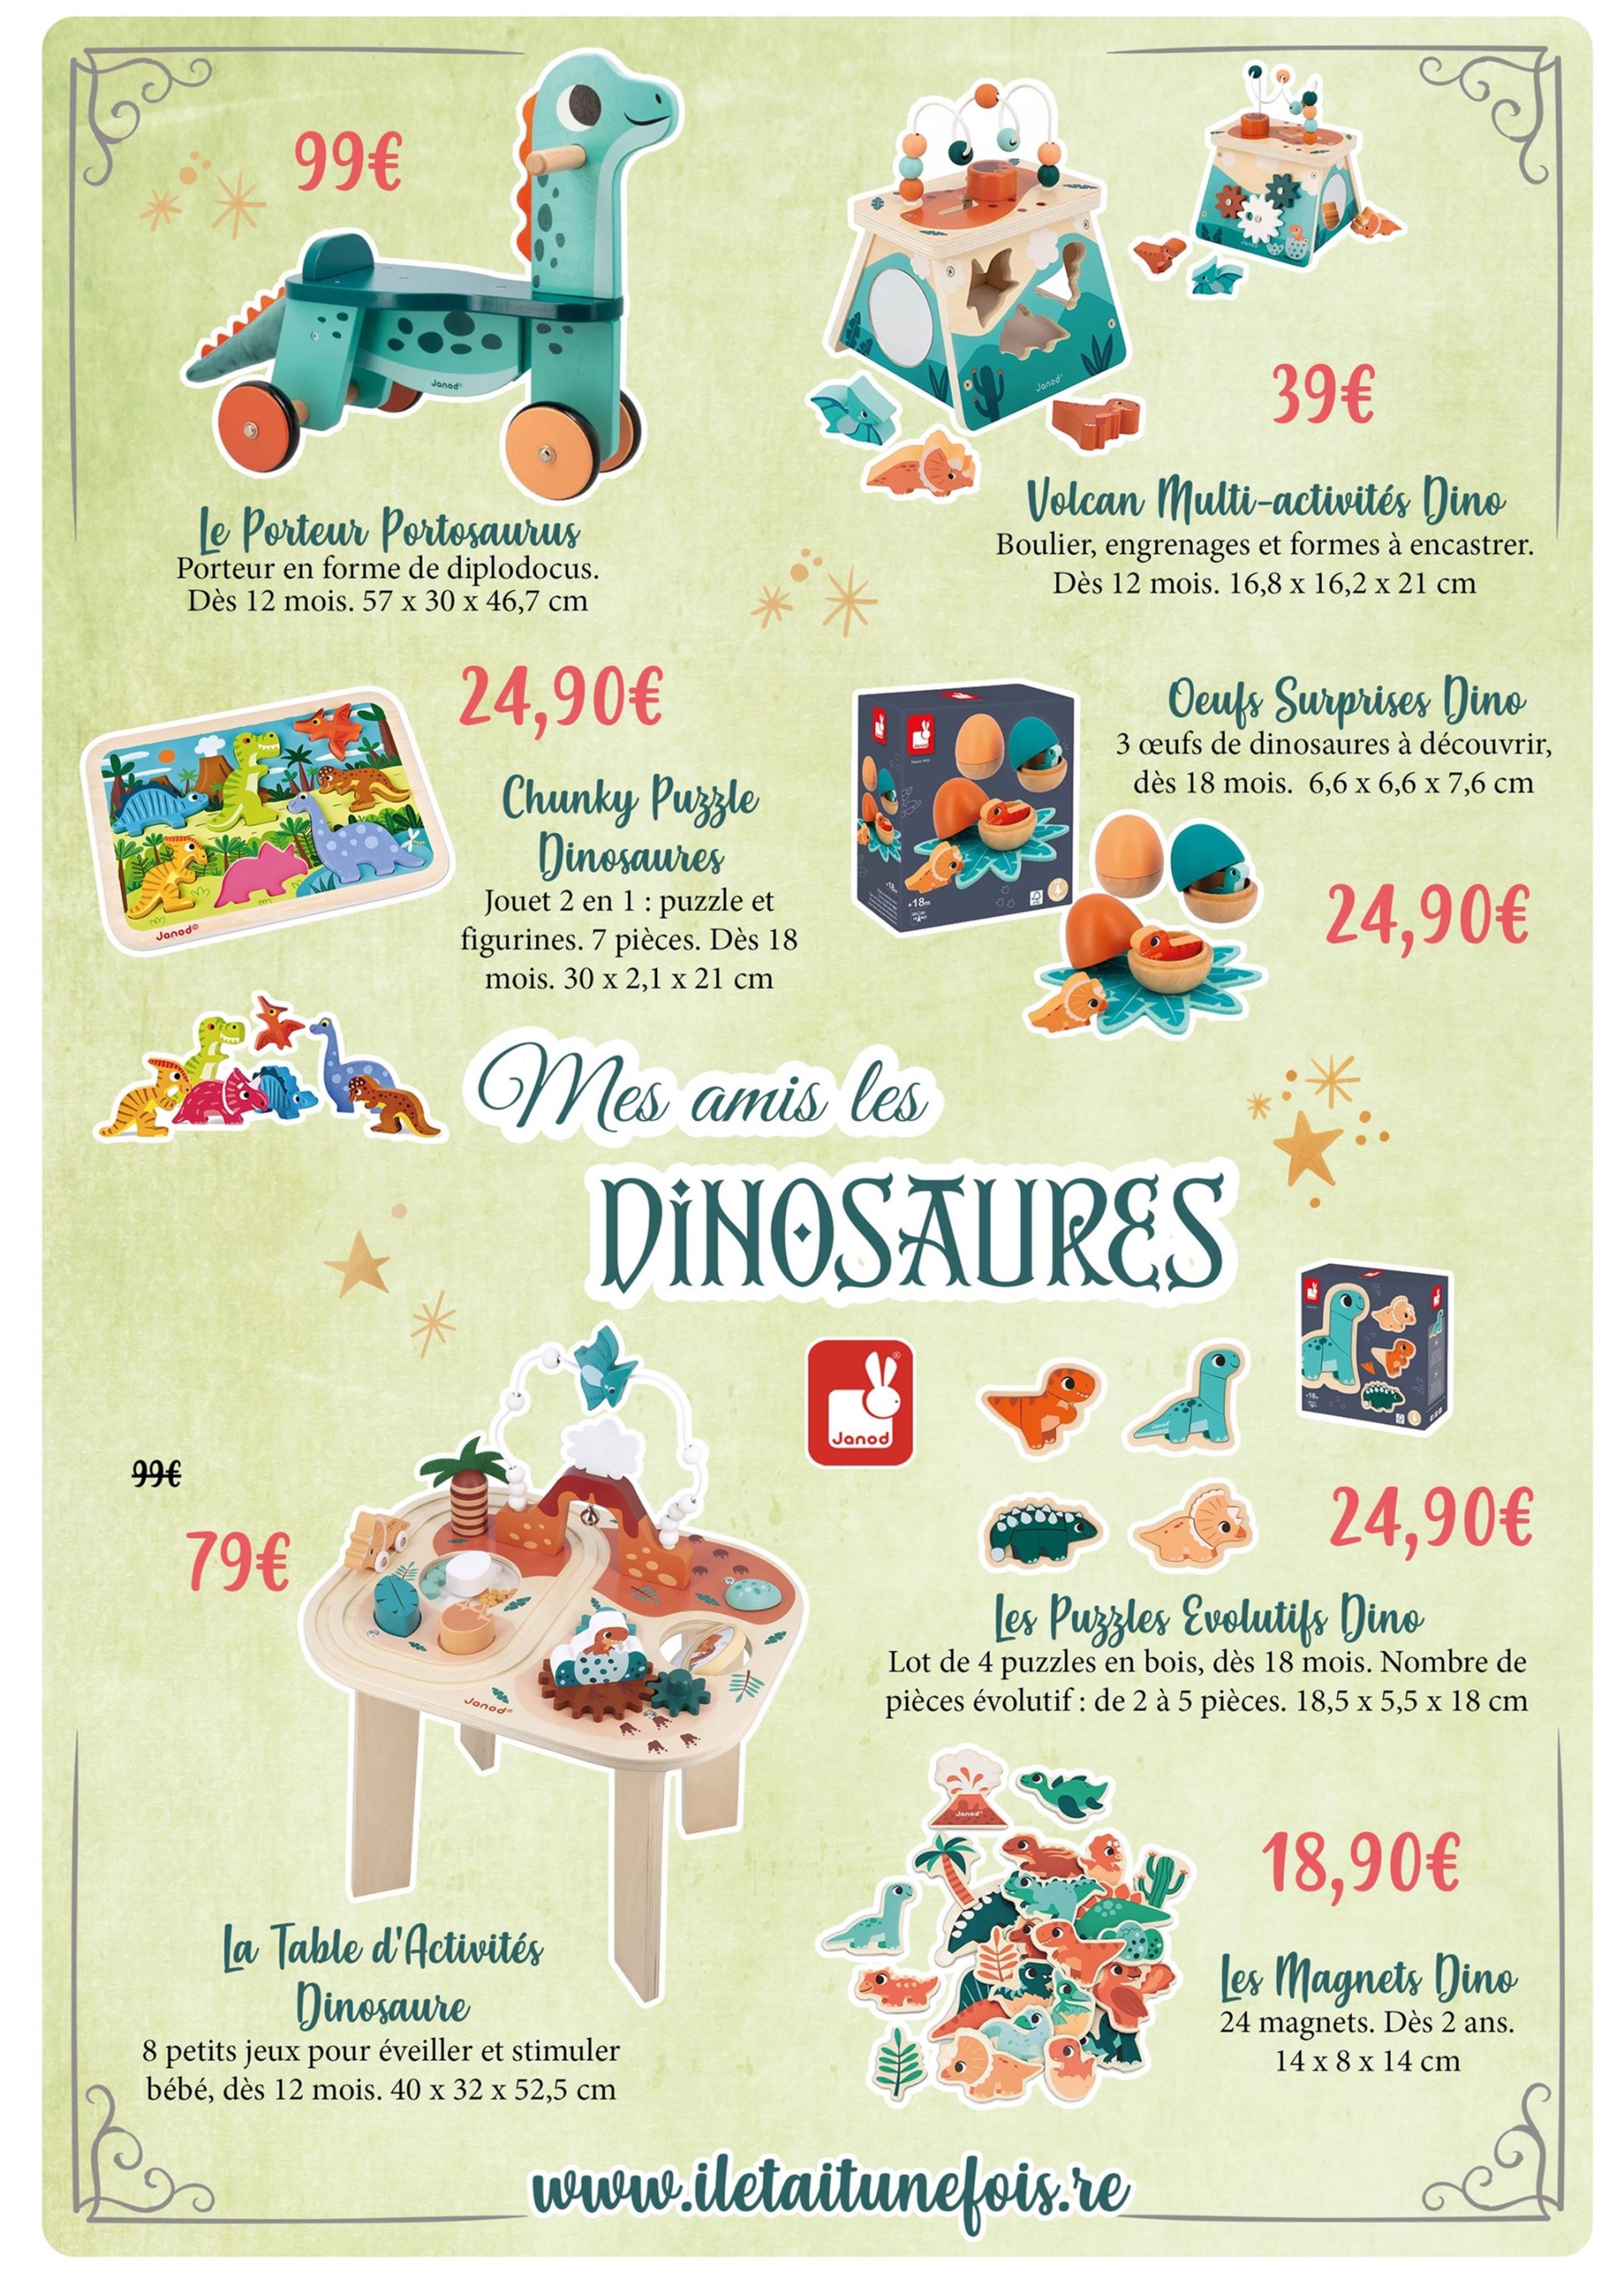 99€
Janod
Le Porteur Portosaurus
Porteur en forme de diplodocus.
Dès 12 mois. 57 x 30 x 46,7 cm
Janod
39€
Volcan Multi-activités Dino
Boulier, engrenages et formes à encastrer.
Dès 12 mois. 16,8 x 16,2 x 21 cm
24,90€
Janod
Chunky Puzzle
Dinosaures
Jouet 2 en 1 : puzzle et
figurines. 7 pièces. Dès 18
mois. 30 x 2,1 x 21 cm
Oeufs Surprises Dino
3 œufs de dinosaures à découvrir,
dès 18 mois. 6,6 x 6,6 x 7,6 cm
+18m
24,90€
Mes amis les
DiNOSAURES
Janod
24,90€
Les Puzzles Evolutifs Dino
Lot de 4 puzzles en bois, dès 18 mois. Nombre de
pièces évolutif : de 2 à 5 pièces. 18,5 x 5,5 x 18 cm
99€
79€
Janod
La Table d'Activités
Dinosaure
8 petits jeux pour éveiller et stimuler
bébé, dès 12 mois. 40 x 32 x 52,5 cm
Janod
18,90€
Les Magnets Dino
24 magnets. Dès 2 ans.
14 x 8 x 14 cm
www.iletaitunefois.re